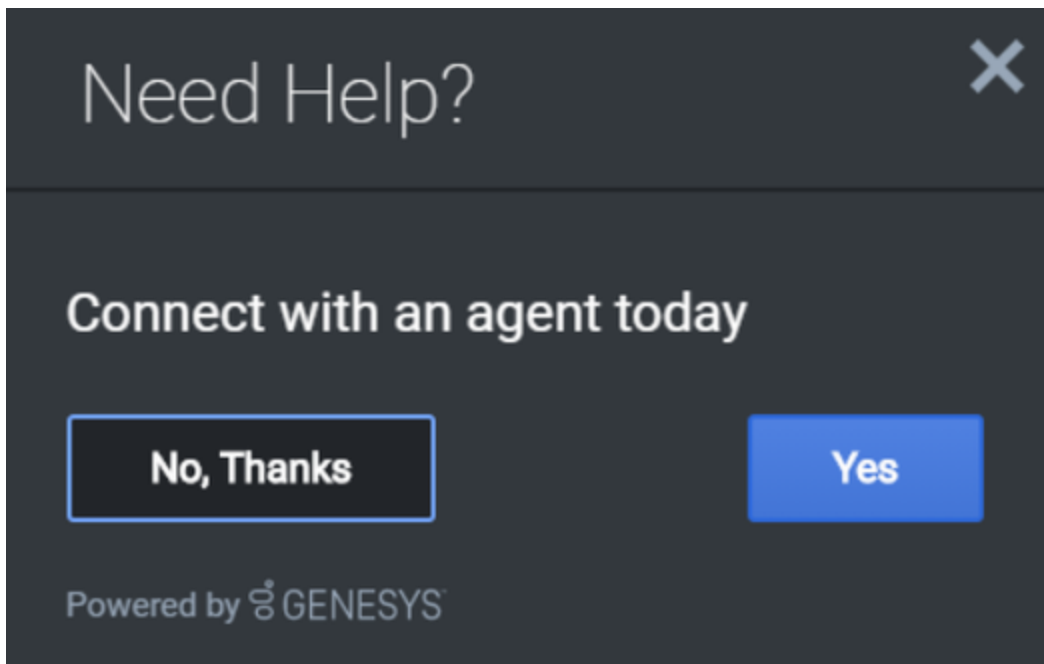 Need Help?
Connect with an agent today
No, Thanks
Yes
Powered by GENESYS